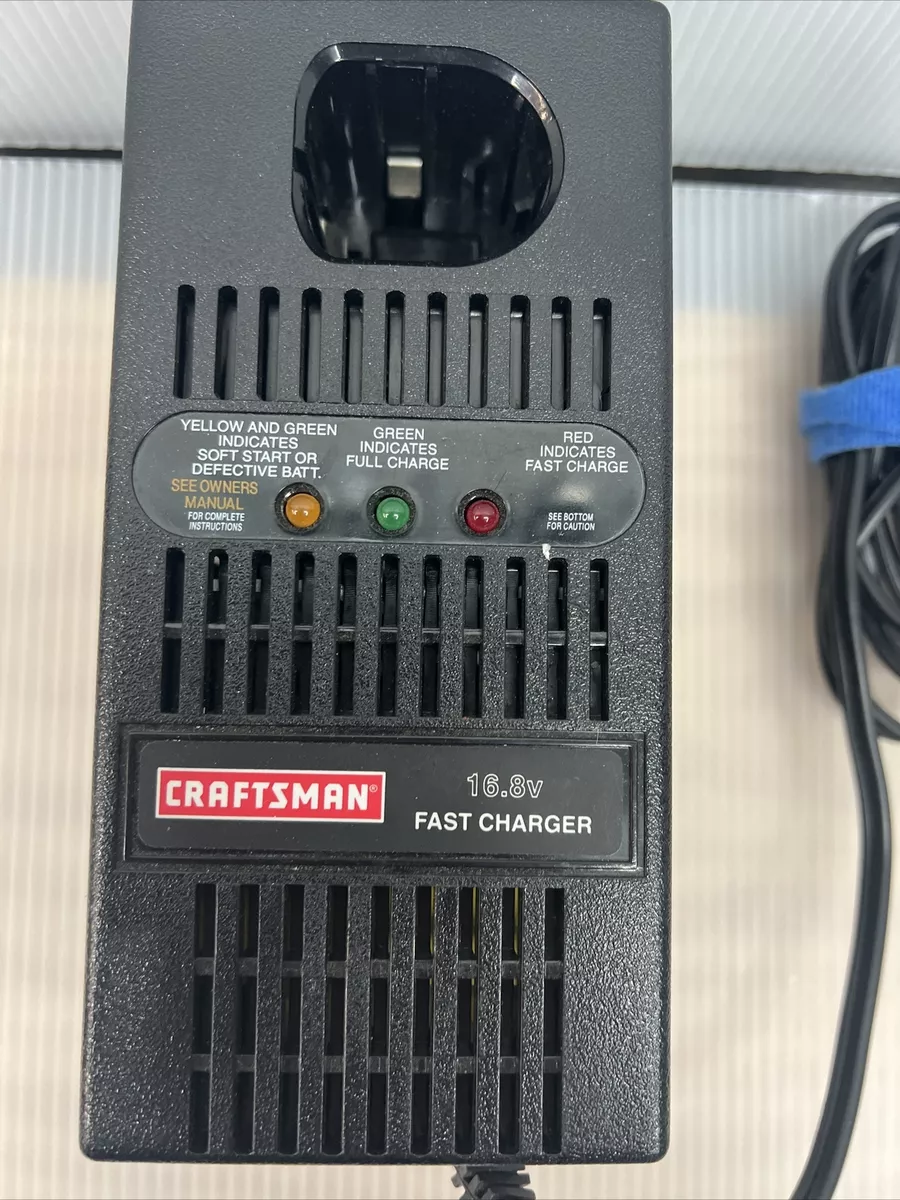 YELLOW AND GREEN
INDICATES
SOFT START OR
DEFECTIVE BATT.
SEE OWNERS
MANUAL
FOR COMPLETE
INSTRUCTIONS
GREEN
INDICATES
FULL CHARGE
RED
INDICATES
FAST CHARGE
SEE BOTTOM
FOR CAUTION
CRAFTSMAN®
16.8v
FAST CHARGER